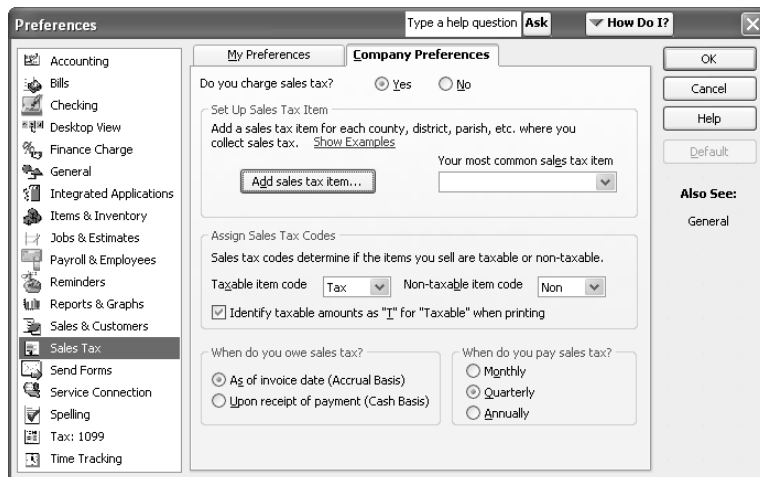 Preferences
Type a help question Ask
How Do I?
Accounting
Bills
Checking
Desktop View
Finance Charge
General
Integrated Applications
Items & Inventory
Jobs & Estimates
Payroll & Employees
Reminders
Reports & Graphs
Sales & Customers
Sales Tax
Send Forms
Service Connection
Spelling
Tax: 1099
Time Tracking
My Preferences
Company Preferences
Do you charge sales tax? Yes No
Set Up Sales Tax Item
Add a sales tax item for each county, district, parish, etc. where you
collect sales tax. Show Examples
Your most common sales tax item
Add sales tax item...
Assign Sales Tax Codes
Sales tax codes determine if the items you sell are taxable or non-taxable.
Taxable item code Tax Non-taxable item code Non
Identify taxable amounts as "T" for "Taxable" when printing
When do you owe sales tax?
As of invoice date (Accrual Basis)
Upon receipt of payment (Cash Basis)
When do you pay sales tax?
Monthly
Quarterly
Annually
OK
Cancel
Help
Default
Also See:
General